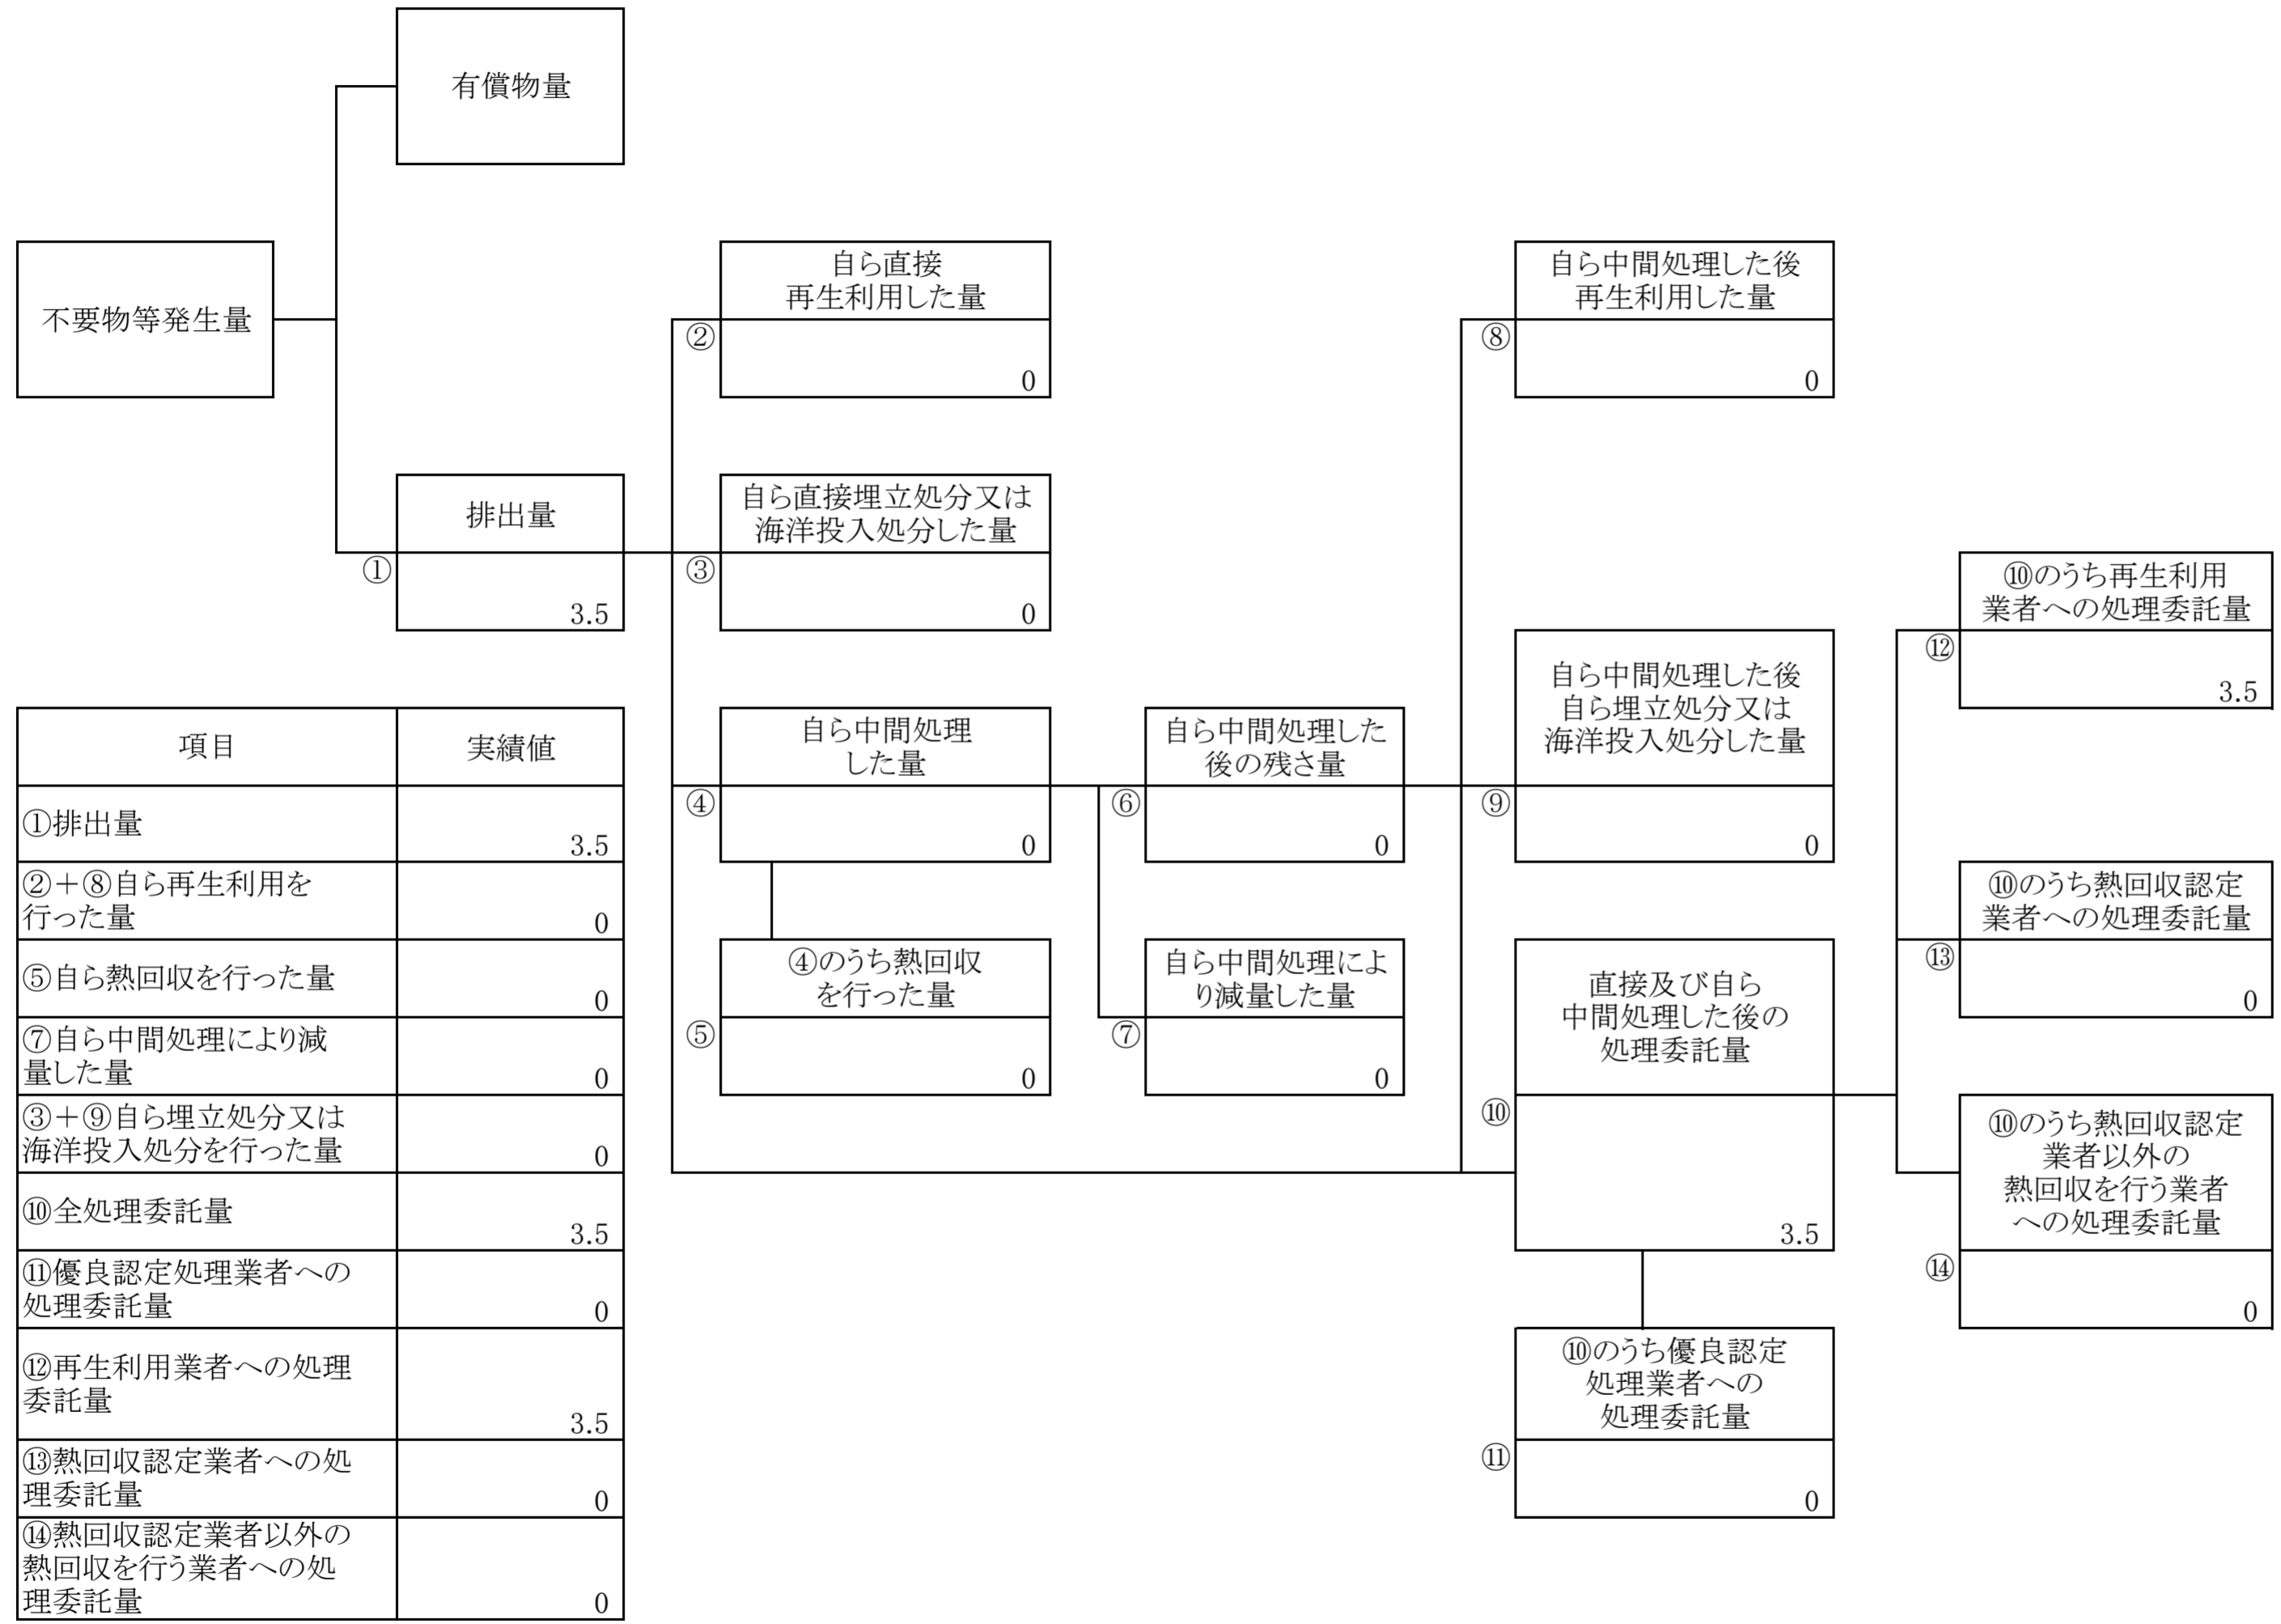 有償物量
不要物等発生量
自ら直接
再生利用した量
②
0
自ら中間処理した後
再生利用した量
⑧
0
排出量
①
3.5
自ら直接埋立処分又は
海洋投入処分した量
③
0
⑩のうち再生利用
業者への処理委託量
⑫
3.5
自ら中間処理
した量
④
0
自ら中間処理した
後の残さ量
⑥
0
自ら中間処理した後
自ら埋立処分又は
海洋投入処分した量
⑨
0
④のうち熱回収
を行った量
⑤
0
自ら中間処理によ
り減量した量
⑦
0
直接及び自ら
中間処理した後の
処理委託量
⑩
3.5
⑩のうち熱回収認定
業者への処理委託量
⑬
0
⑩のうち熱回収認定
業者以外の
熱回収を行う業者
への処理委託量
⑭
0
⑩のうち優良認定
処理業者への
処理委託量
⑪
0
項目 実績値
①排出量
3.5
②＋⑧自ら再生利用を
行った量
0
⑤自ら熱回収を行った量
0
⑦自ら中間処理により減
量した量
0
③＋⑨自ら埋立処分又は
海洋投入処分を行った量
0
⑩全処理委託量
3.5
⑪優良認定処理業者への
処理委託量
0
⑫再生利用業者への処理
委託量
3.5
⑬熱回収認定業者への処
理委託量
0
⑭熱回収認定業者以外の
熱回収を行う業者への処
理委託量
0